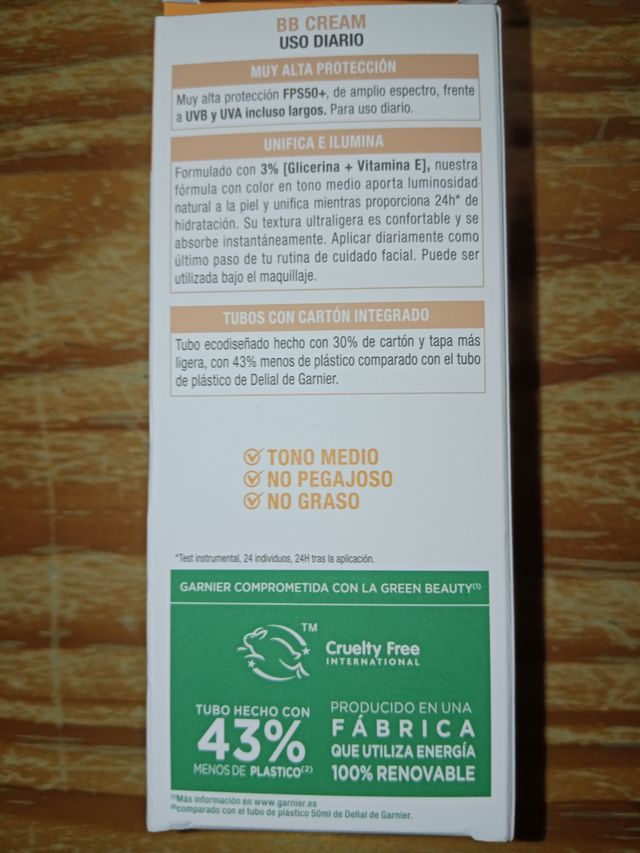 BB CREAM
USO DIARIO
MUY ALTA PROTECCIÓN
Muy alta protección FPS50+, de amplio espectro, frente
a UVB y UVA incluso largos. Para uso diario.
UNIFICA E ILUMINA
Formulado con 3% [Glicerina + Vitamina E], nuestra
fórmula con color en tono medio aporta luminosidad
natural a la piel y unifica mientras proporciona 24h* de
hidratación. Su textura ultraligera es confortable y se
absorbe instantáneamente. Aplicar diariamente como
último paso de tu rutina de cuidado facial. Puede ser
utilizada bajo el maquillaje.
TUBOS CON CARTÓN INTEGRADO
Tubo ecodiseñado hecho con 30% de cartón y tapa más
ligera, con 43% menos de plástico comparado con el tubo
de plástico de Delial de Garnier.
TONO MEDIO
NO PEGAJOSO
NO GRASO
*Test instrumental, 24 individuos, 24H tras la aplicación.
GARNIER COMPROMETIDA CON LA GREEN BEAUTY(1)
TM
Cruelty Free
INTERNATIONAL
TUBO HECHO CON
43%
MENOS DE PLASTICO(2)
PRODUCIDO EN UNA
FÁBRICA
QUE UTILIZA ENERGÍA
100% RENOVABLE
(1)Más información en www.garnier.es
(2)comparado con el tubo de plástico 50ml de Delial de Garnier.